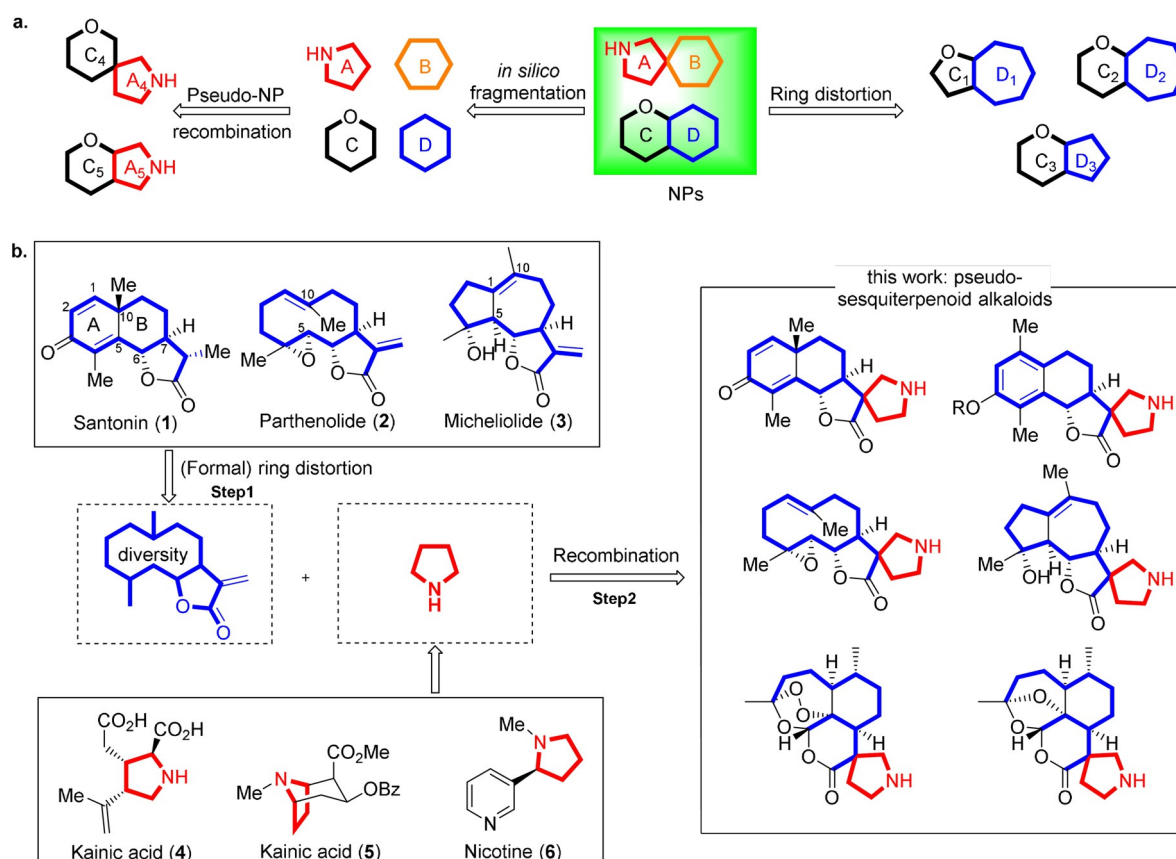 a.
O
C4
A4
NH
O
C5
A5
NH
Pseudo-NP
recombination
HN
A
B
O
C
D
in silico
fragmentation
HN
A
B
O
C
D
NPs
Ring distortion
O
C1
D1
O
C2
D2
O
C3
D3
b.
1
2
Me
10
A
B
5
6
7
H
Me
O
Me
O
O
Santonin (1)
10
5
Me
H
Me
O
O
O
Parthenolide (2)
10
1
5
H
OH
H
O
O
Micheliolide (3)
(Formal) ring distortion
Step1
diversity
O
O
+
N
H
Recombination
Step2
CO2H
CO2H
NH
Me
Kainic acid (4)
N
Me
CO2Me
OBz
Kainic acid (5)
Me
N
N
Nicotine (6)
this work: pseudo-
sesquiterpenoid alkaloids
Me
H
NH
O
Me
O
O
Me
H
NH
RO
Me
O
O
Me
H
NH
Me
O
O
O
Me
H
NH
Me
OH
H
O
O
H
O
O
O
H
H
O
O
NH
H
O
O
H
H
O
O
NH